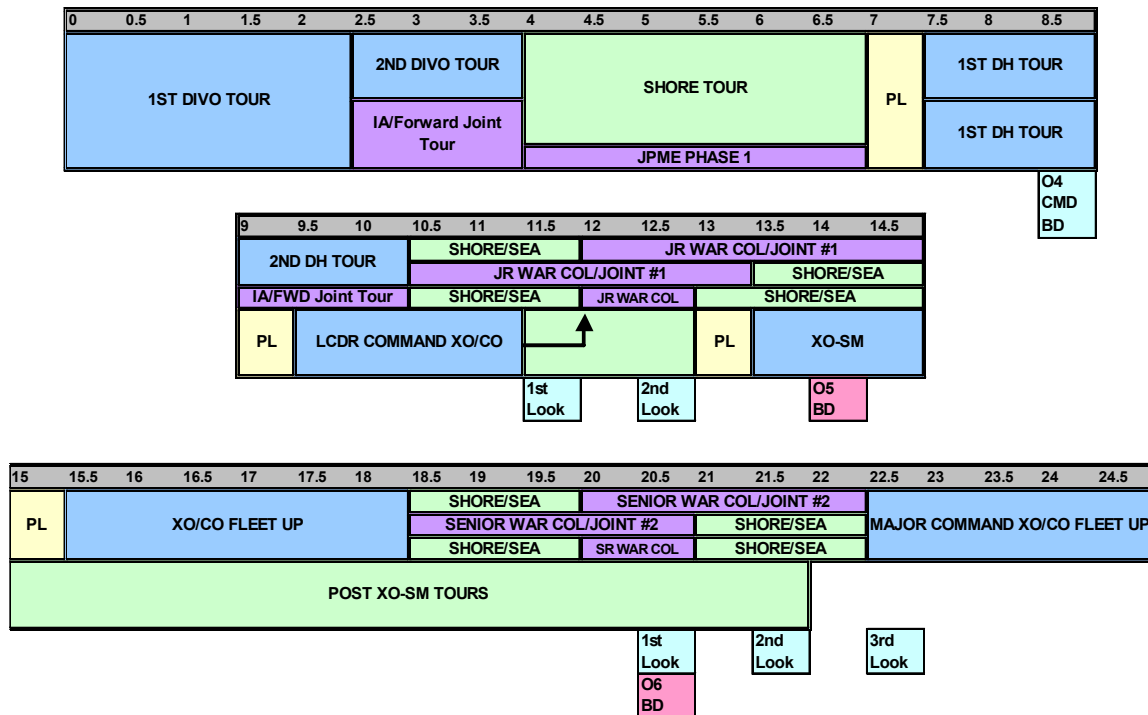 0 0.5 1 1.5 2 2.5 3 3.5 4 4.5 5 5.5 6 6.5 7 7.5 8 8.5
1ST DIVO TOUR
2ND DIVO TOUR
IA/Forward Joint
Tour
SHORE TOUR
JPME PHASE 1
PL
1ST DH TOUR
1ST DH TOUR
O4
CMD
BD
9 9.5 10 10.5 11 11.5 12 12.5 13 13.5 14 14.5
2ND DH TOUR
SHORE/SEA
JR WAR COL/JOINT #1
JR WAR COL/JOINT #1
SHORE/SEA
IA/FWD Joint Tour
SHORE/SEA
JR WAR COL
SHORE/SEA
PL
LCDR COMMAND XO/CO
PL
XO-SM
1st
Look
2nd
Look
O5
BD
15 15.5 16 16.5 17 17.5 18 18.5 19 19.5 20 20.5 21 21.5 22 22.5 23 23.5 24 24.5
PL
XO/CO FLEET UP
SHORE/SEA
SENIOR WAR COL/JOINT #2
SENIOR WAR COL/JOINT #2
SHORE/SEA
SHORE/SEA
SR WAR COL
SHORE/SEA
MAJOR COMMAND XO/CO FLEET UP
POST XO-SM TOURS
1st
Look
2nd
Look
3rd
Look
O6
BD